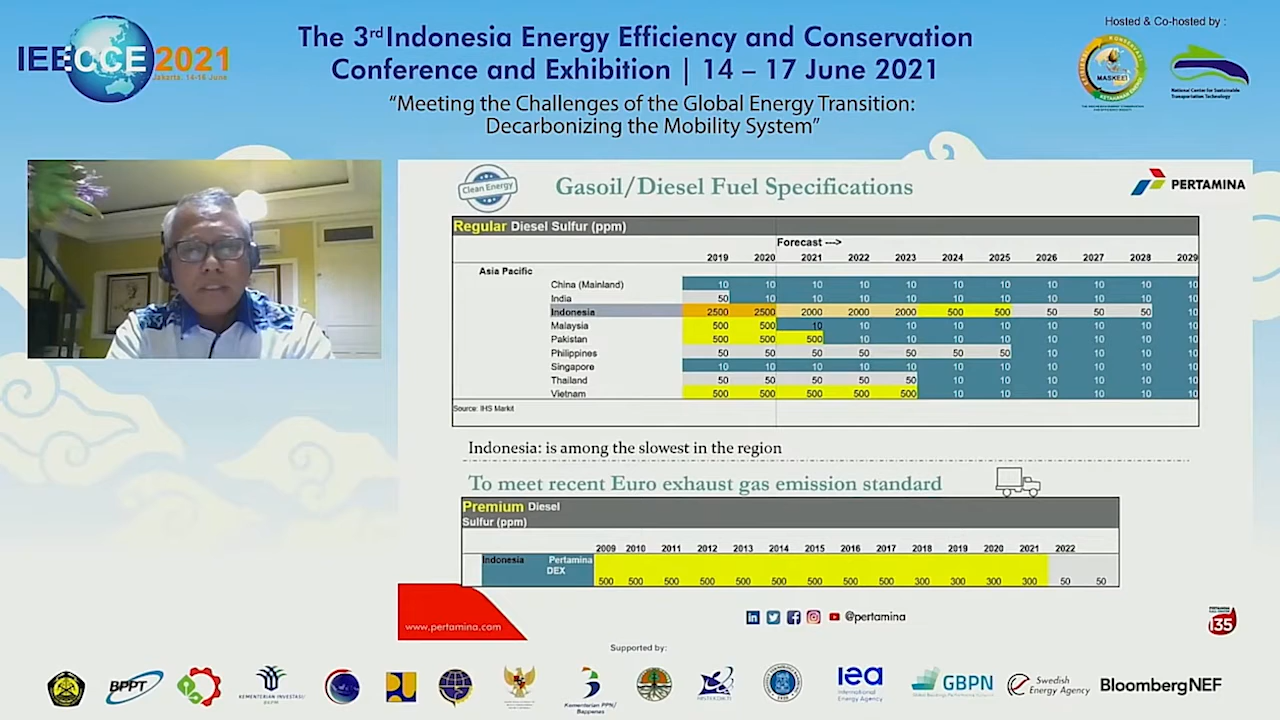 IEECCE 2021
Jakarta, 14-16 June
The 3rd Indonesia Energy Efficiency and Conservation
Conference and Exhibition | 14 – 17 June 2021
“Meeting the Challenges of the Global Energy Transition:
Decarbonizing the Mobility System”
Hosted & Co-hosted by :
MASKEEI
National Center for Sustainable
Transportation Technology
Clean Energy
Gasoil/Diesel Fuel Specifications
PERTAMINA
Regular Diesel Sulfur (ppm)
Forecast --->
2019 2020 2021 2022 2023 2024 2025 2026 2027 2028 2029
Asia Pacific
China (Mainland) 10 10 10 10 10 10 10 10 10 10 10
India 50 10 10 10 10 10 10 10 10 10 10
Indonesia 2500 2500 2000 2000 2000 500 500 50 50 50 10
Malaysia 500 500 10 10 10 10 10 10 10 10 10
Pakistan 500 500 500 10 10 10 10 10 10 10 10
Philippines 50 50 50 50 50 50 50 10 10 10 10
Singapore 10 10 10 10 10 10 10 10 10 10 10
Thailand 50 50 50 50 50 10 10 10 10 10 10
Vietnam 500 500 500 500 500 10 10 10 10 10 10
Source: IHS Markit
Indonesia: is among the slowest in the region
To meet recent Euro exhaust gas emission standard
Premium Diesel
Sulfur (ppm)
2009 2010 2011 2012 2013 2014 2015 2016 2017 2018 2019 2020 2021 2022
Indonesia Pertamina
DEX
500 500 500 500 500 500 500 500 500 300 300 300 300 50 50
@pertamina
www.pertamina.com
135
Supported by:
BPPT
KEMENTERIAN INVESTASI/
BKPM
Kementerian PPN/
Bappenas
iea
International
Energy Agency
GBPN
Swedish
Energy Agency
BloombergNEF